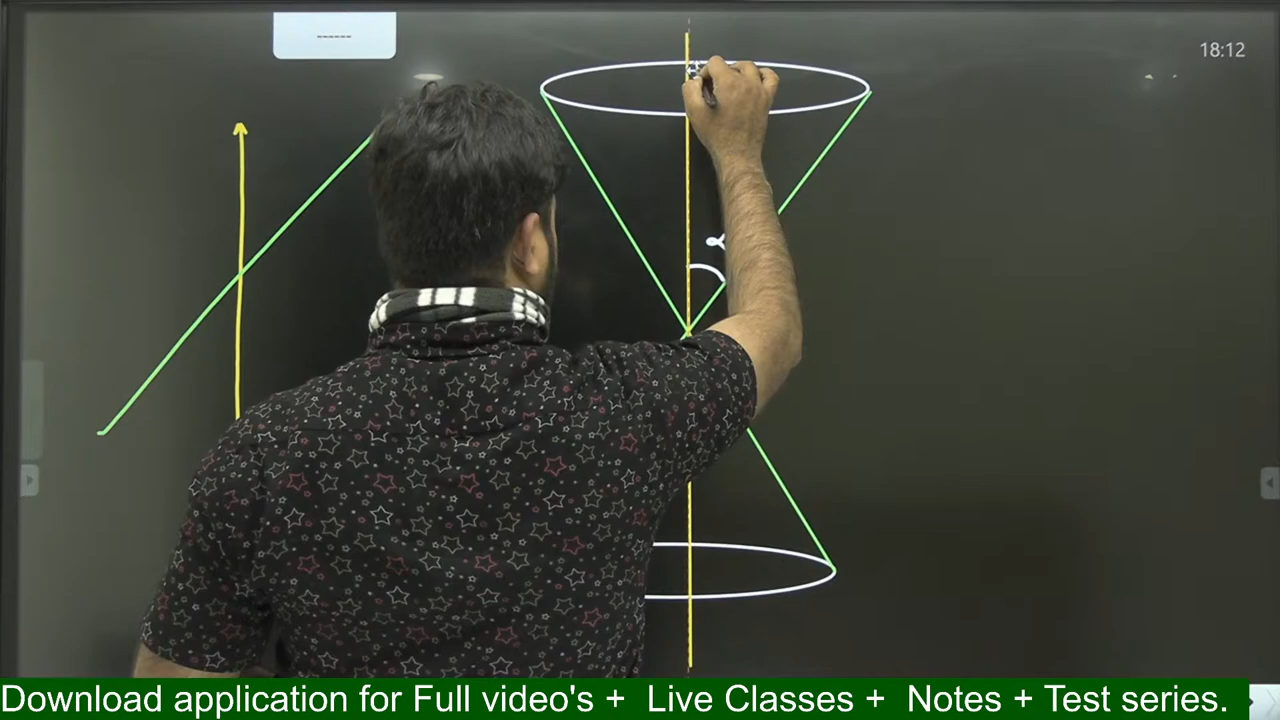 ------
18:12
α
Download application for Full video's + Live Classes + Notes + Test series.